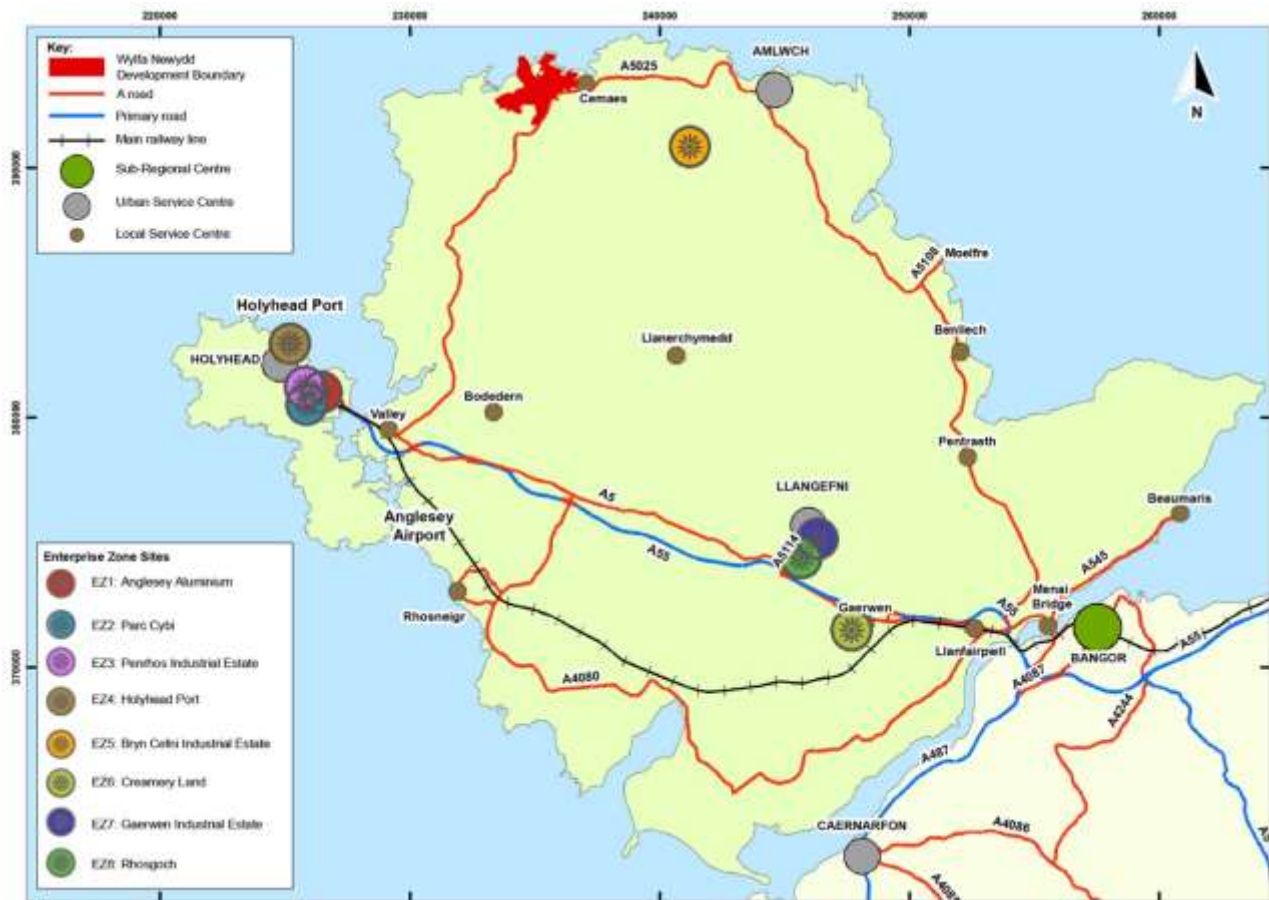 220000
230000
240000
250000
260000
390000
380000
370000
Key:
Wylfa Newydd
Development Boundary
A road
Primary road
Main railway line
Sub-Regional Centre
Urban Service Centre
Local Service Centre
N
AMLWCH
A5025
Cemaes
Moelfre
A5108
Benllech
Llanerchymedd
Holyhead Port
HOLYHEAD
Bodedern
Valley
Pentraeth
Beaumaris
LLANGEFNI
A5
A5114
Anglesey
Airport
A55
A545
Menai
Bridge
A55
Gaerwen
Rhosneigr
Llanfairpwll
BANGOR
A55
A4080
A4087
A4244
A487
CAERNARFON
A4086
Enterprise Zone Sites
EZ1: Anglesey Aluminium
EZ2: Parc Cybi
EZ3: Penrhos Industrial Estate
EZ4: Holyhead Port
EZ5: Bryn Cefni Industrial Estate
EZ6: Creamery Land
EZ7: Gaerwen Industrial Estate
EZ8: Rhosgoch